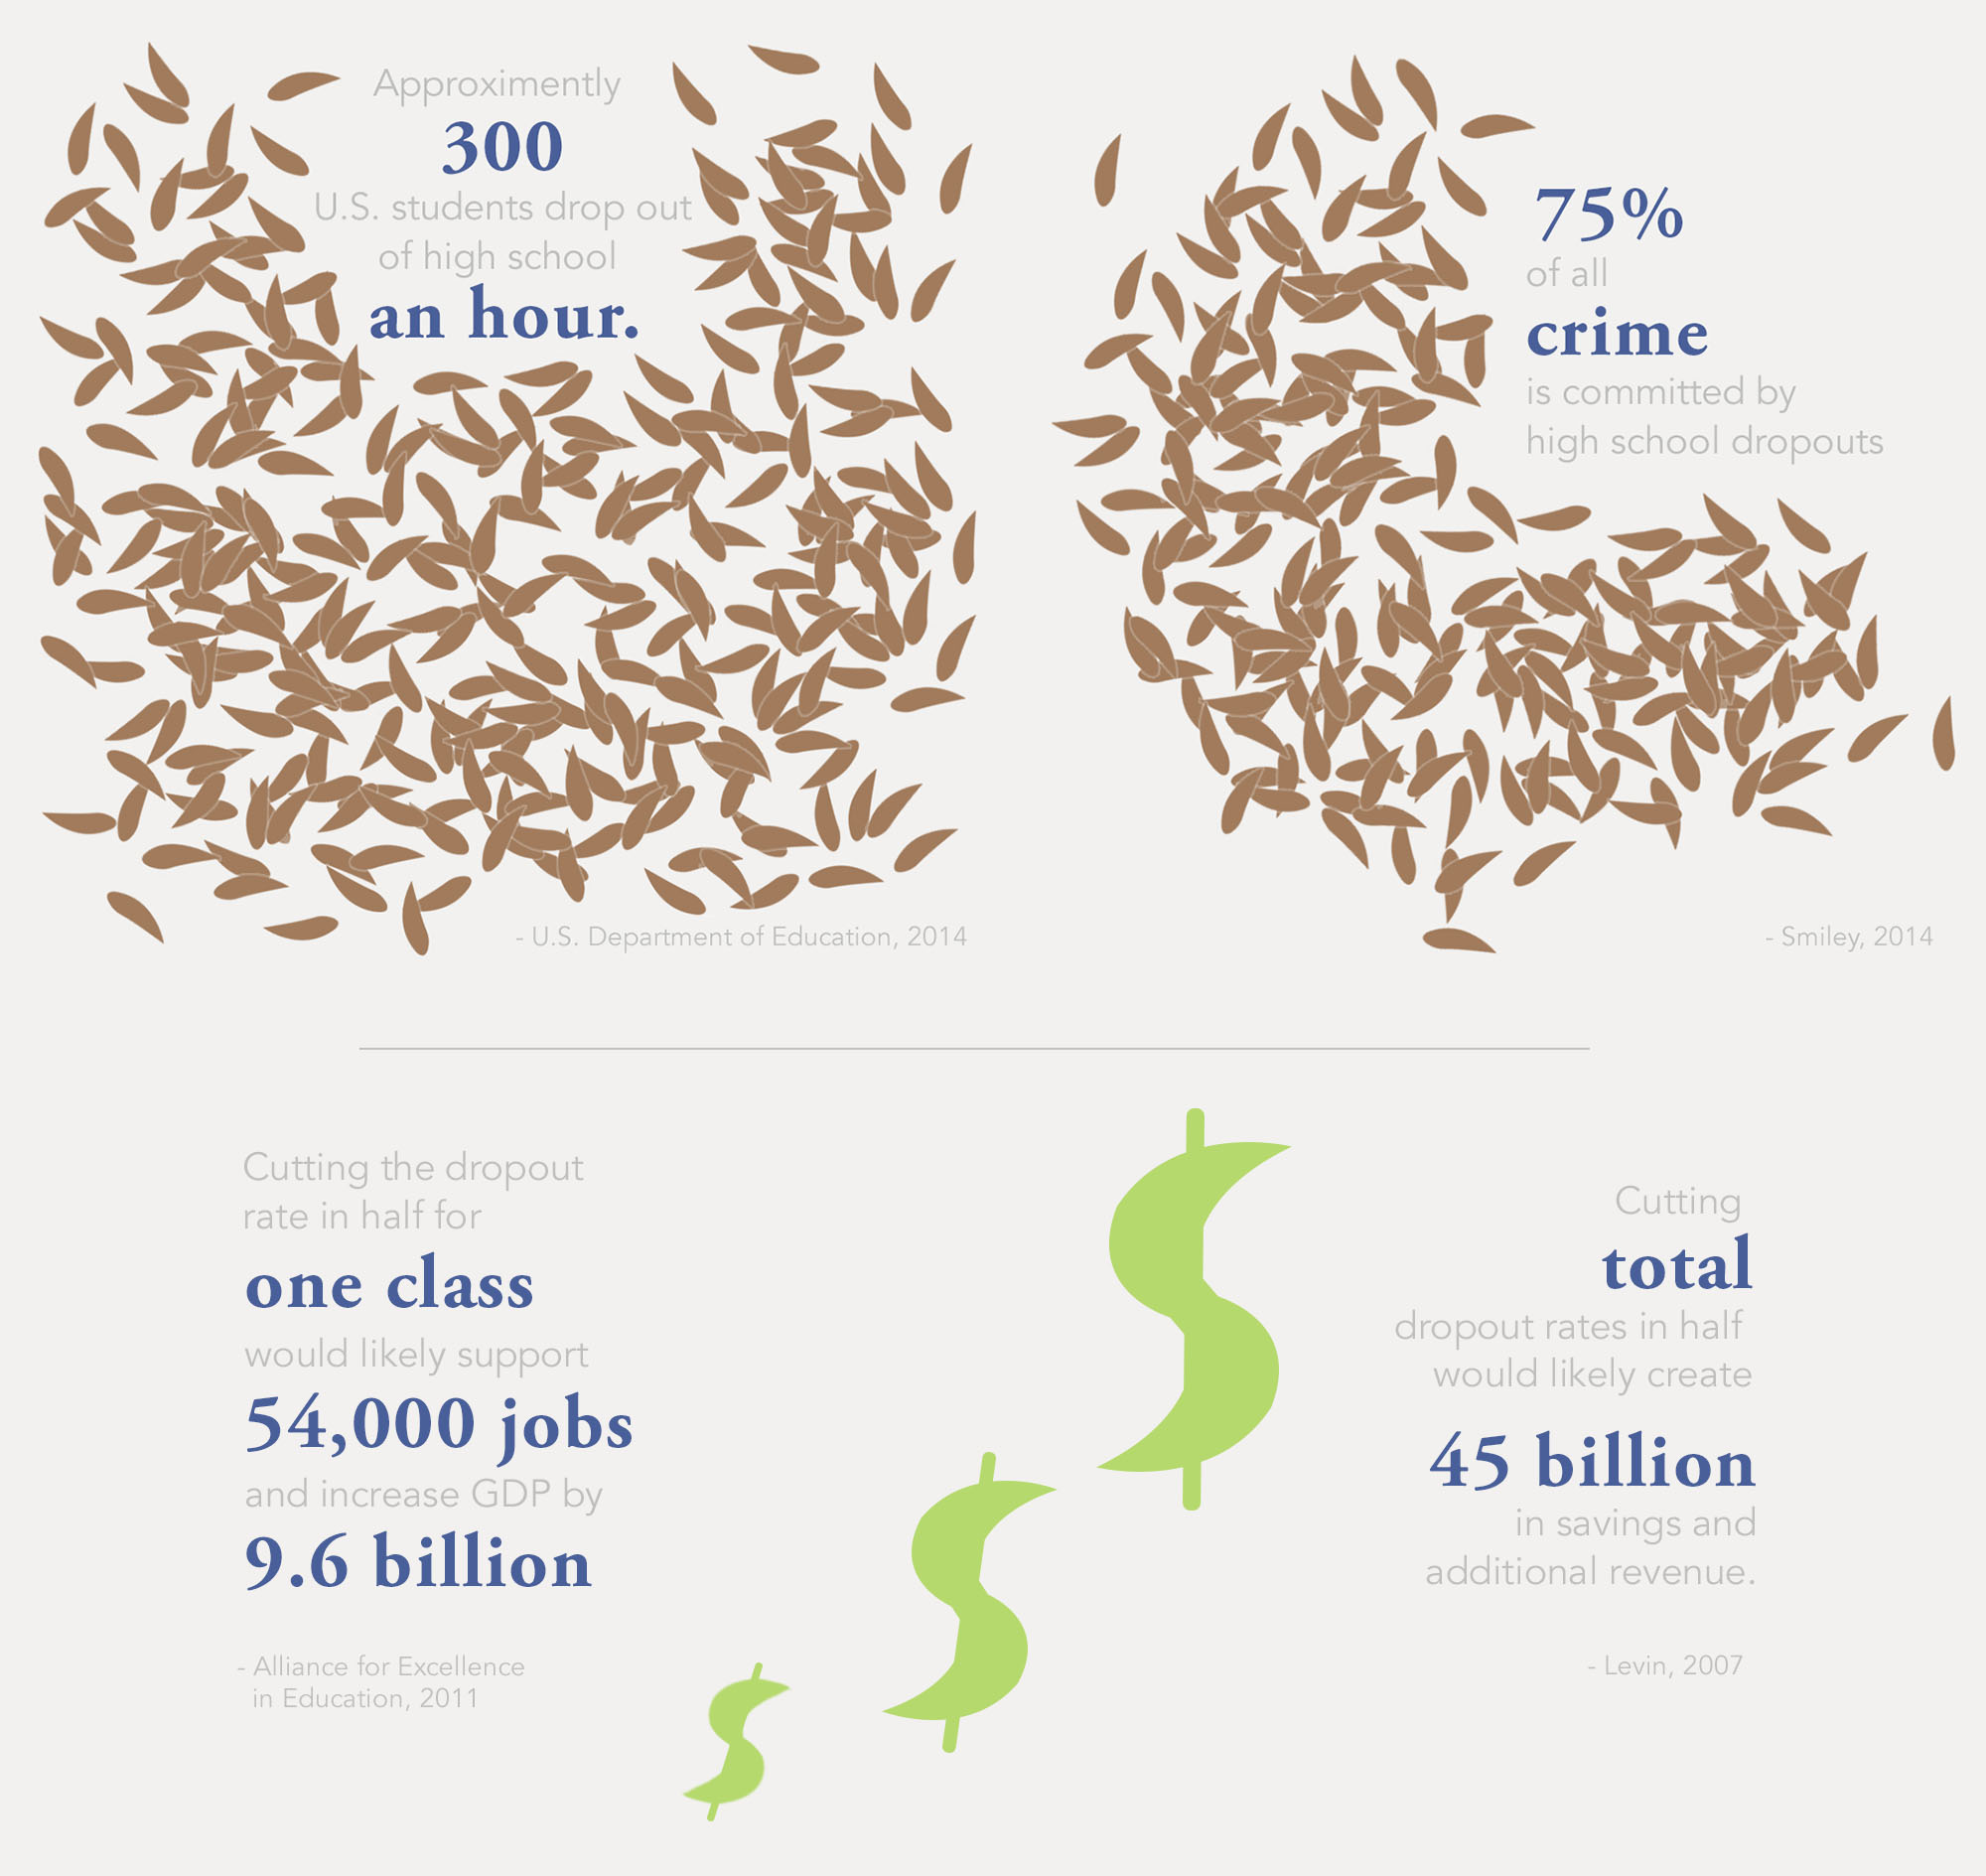 Approximently
300
U.S. students drop out
of high school
an hour.
- U.S. Department of Education, 2014
75%
of all
crime
is committed by
high school dropouts
- Smiley, 2014
Cutting the dropout
rate in half for
one class
would likely support
54,000 jobs
and increase GDP by
9.6 billion
- Alliance for Excellence
in Education, 2011
Cutting
total
dropout rates in half
would likely create
45 billion
in savings and
additional revenue.
- Levin, 2007